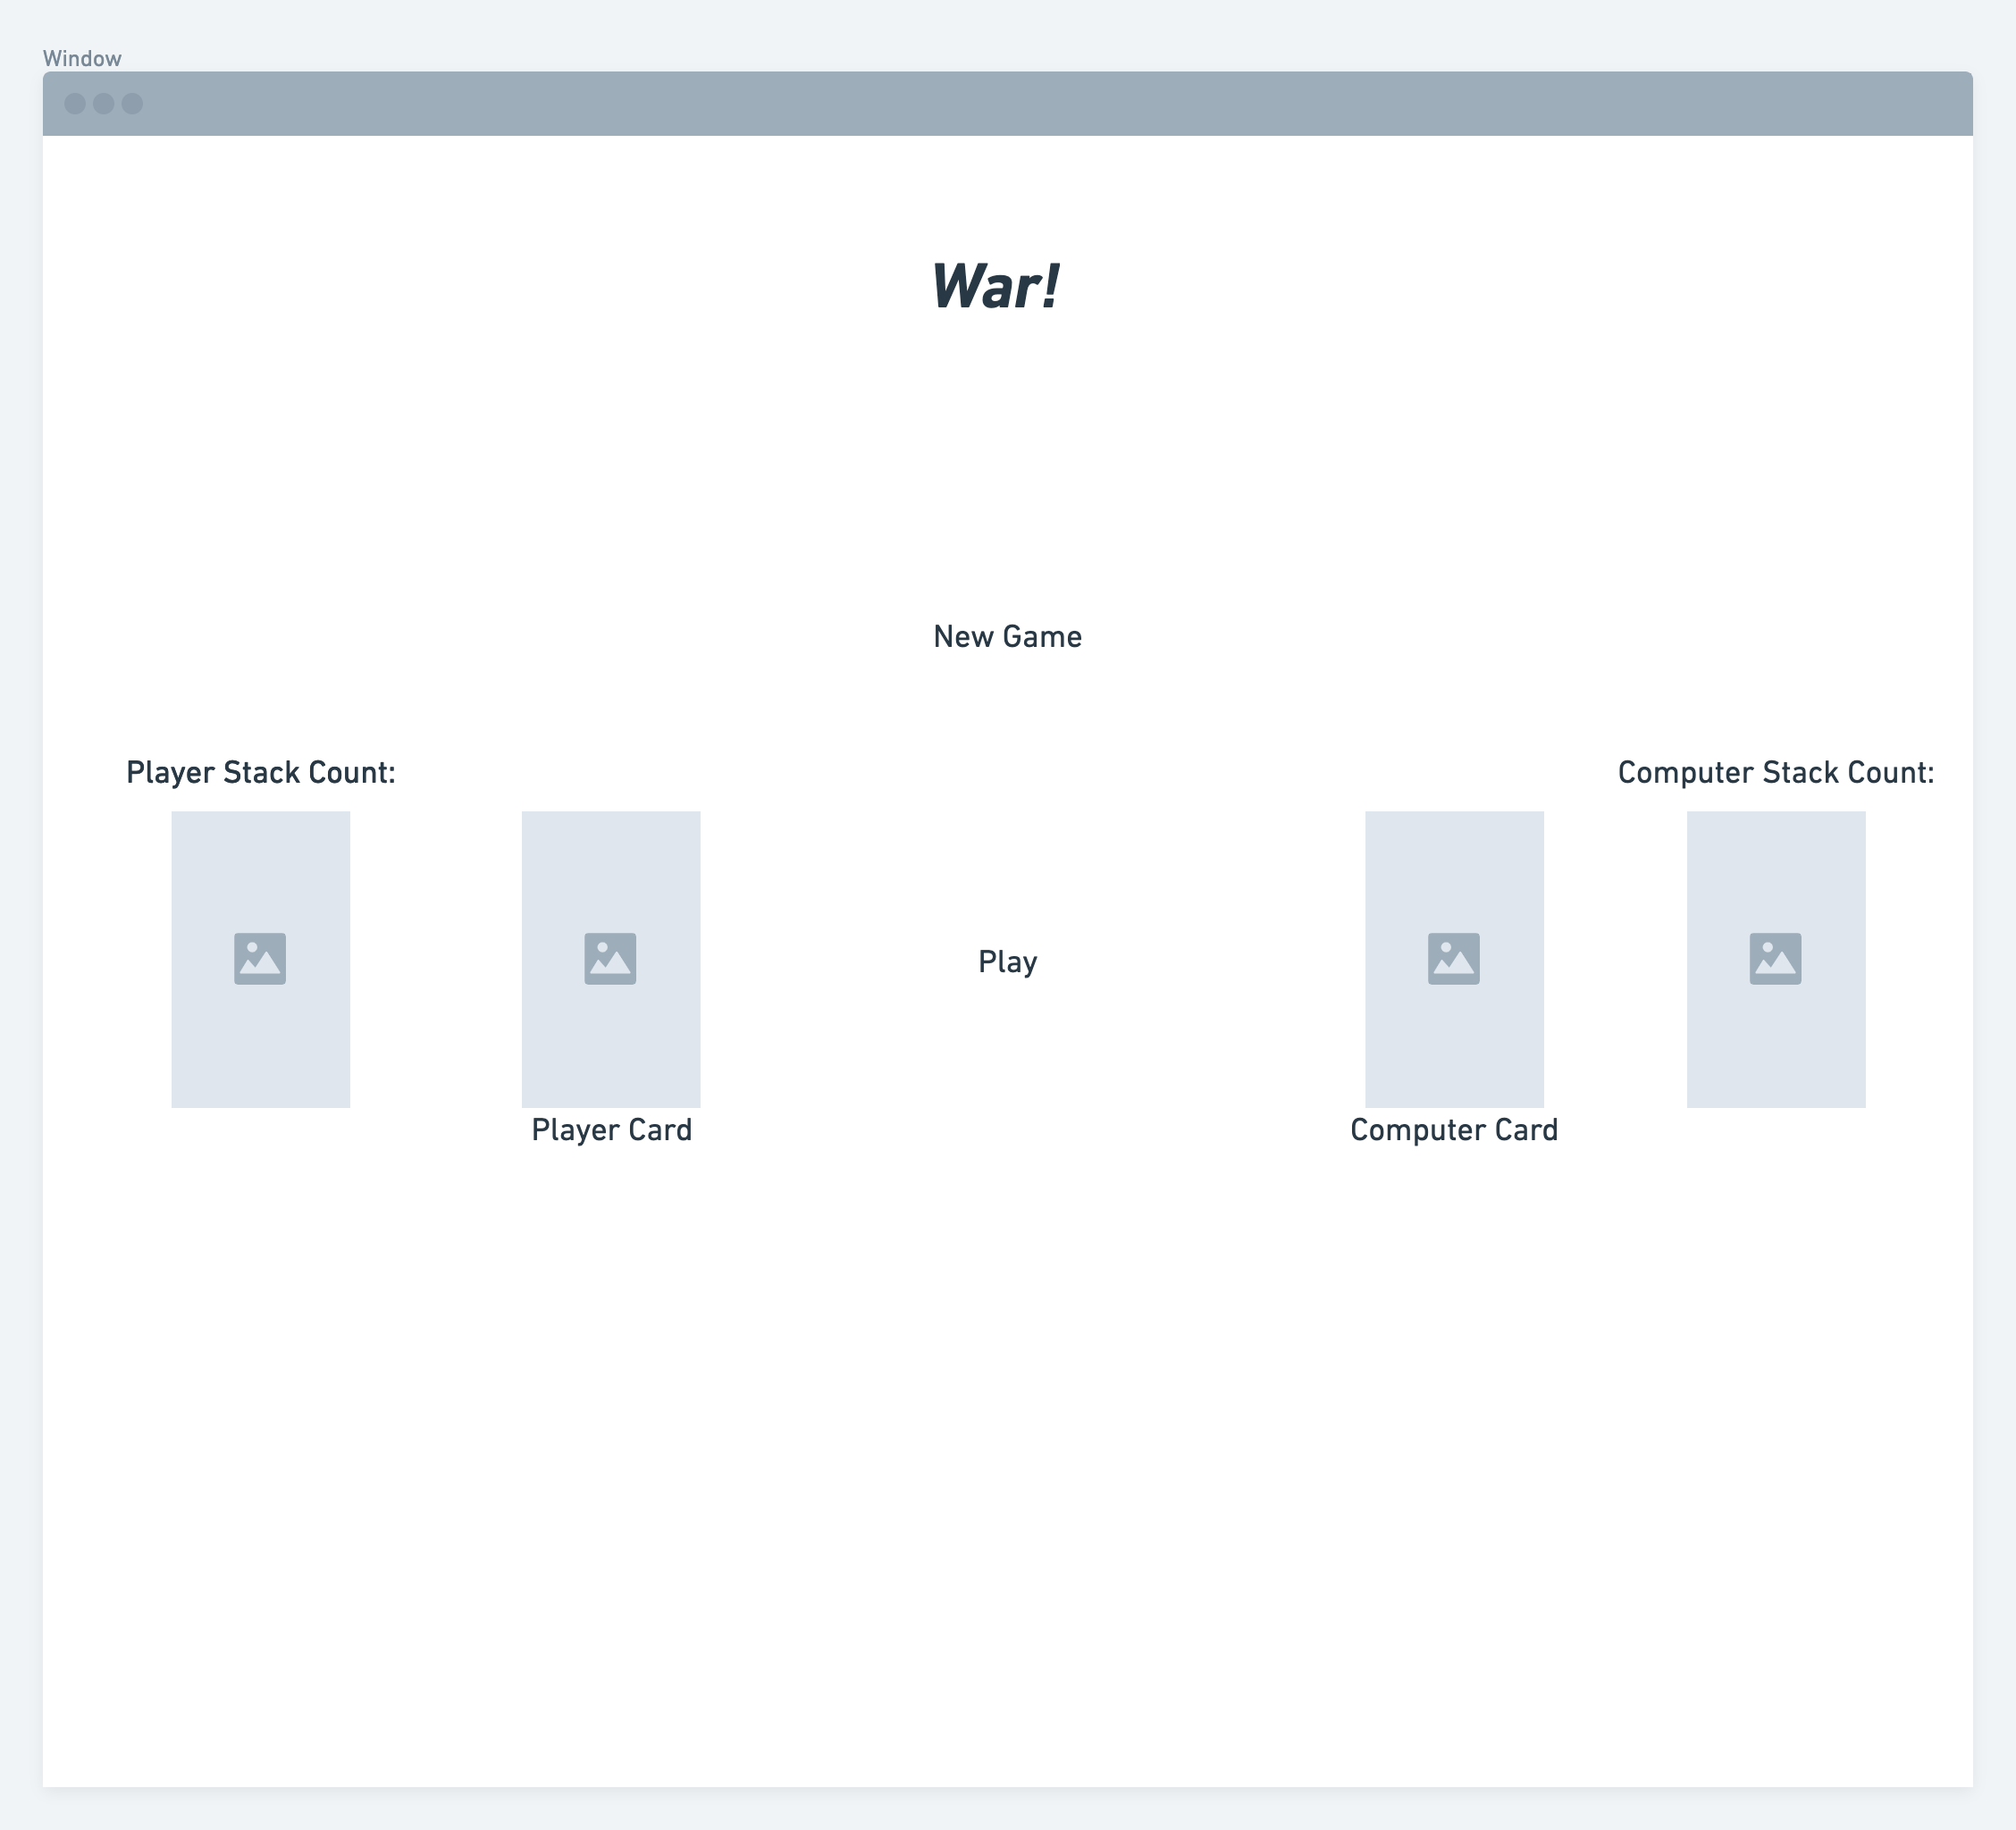 Window
War!
New Game
Player Stack Count:
Computer Stack Count:
Play
Player Card
Computer Card